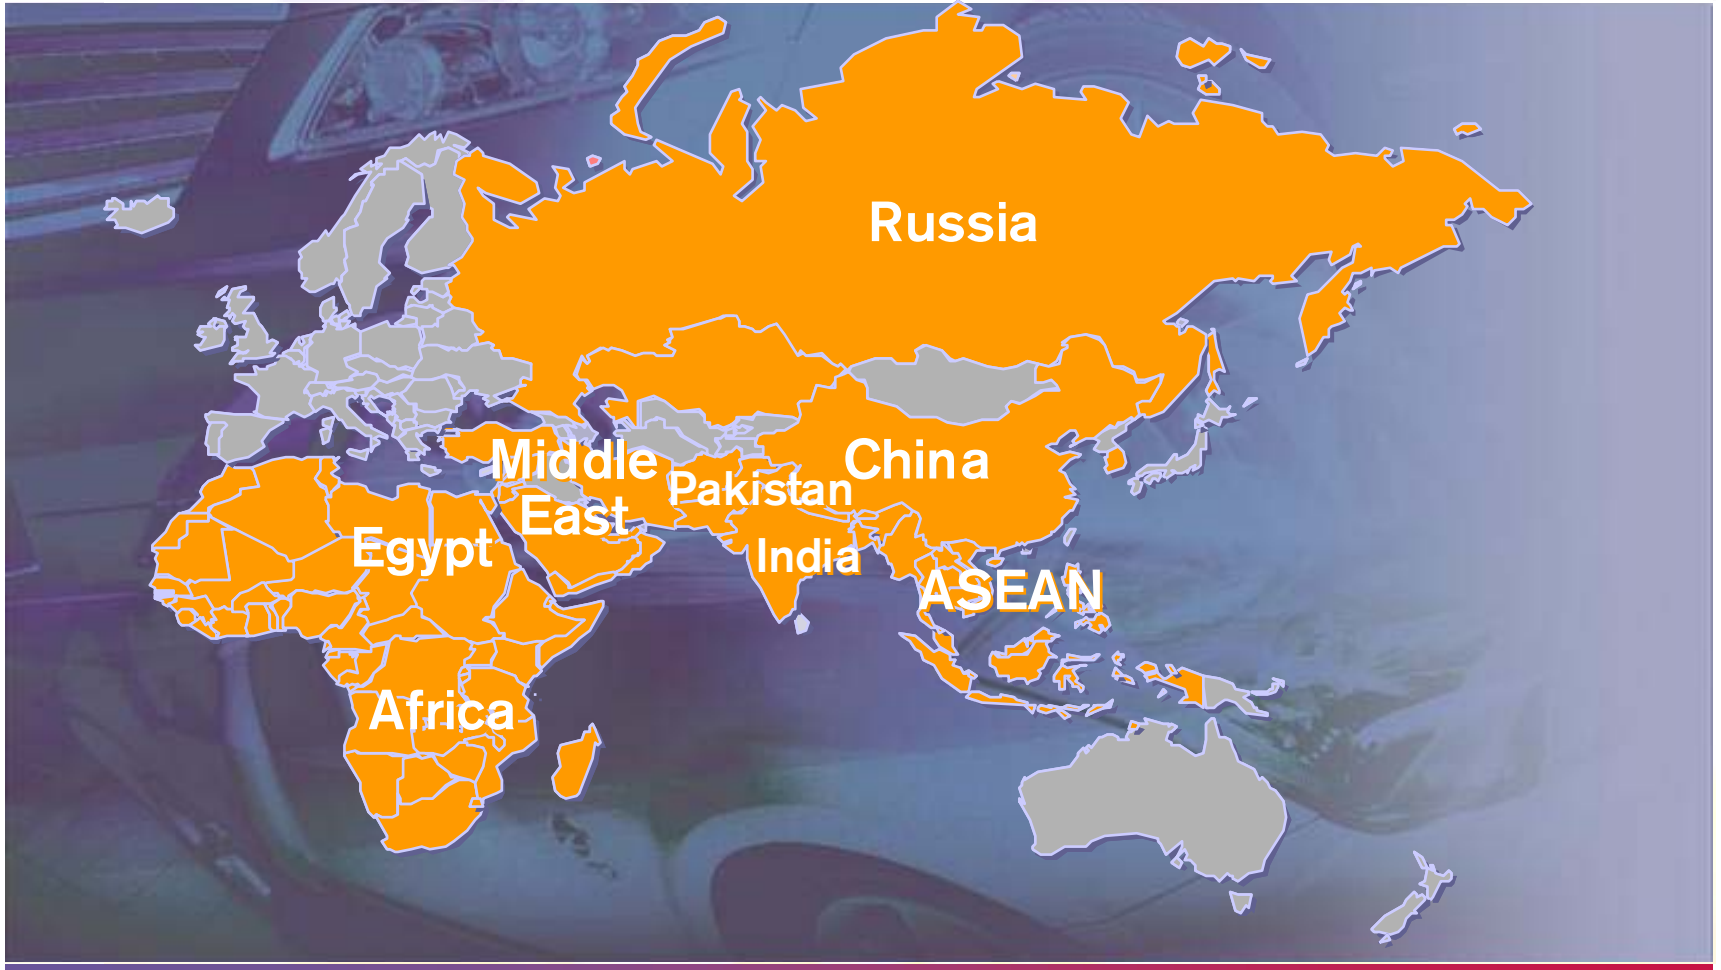 Russia
Middle
East
China
Pakistan
Egypt
India
ASEAN
Africa